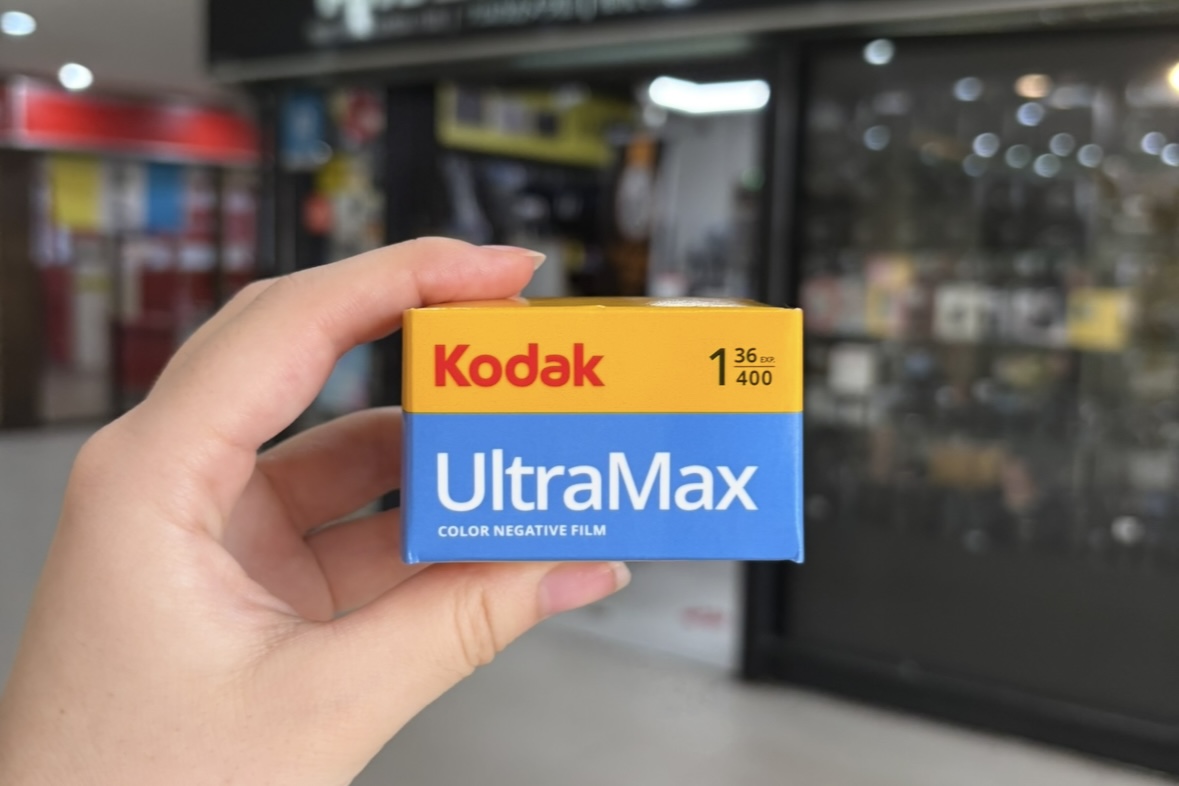 Kodak
1 36 EXP. 400
UltraMax
COLOR NEGATIVE FILM